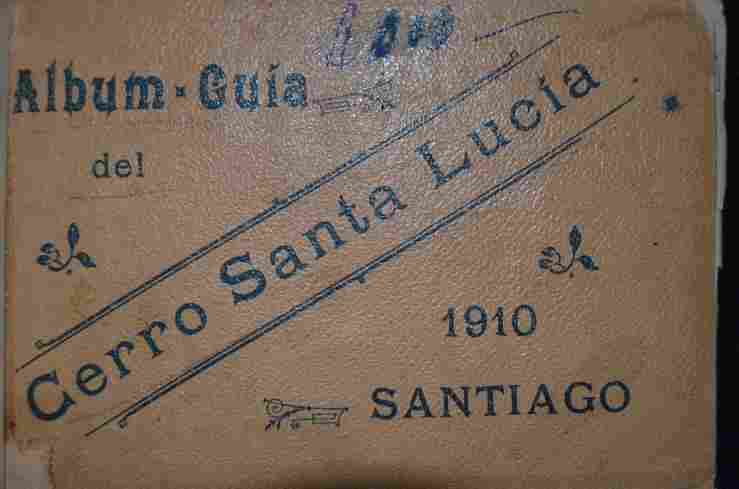 Album-Guía
del
Cerro Santa Lucía
1910
SANTIAGO